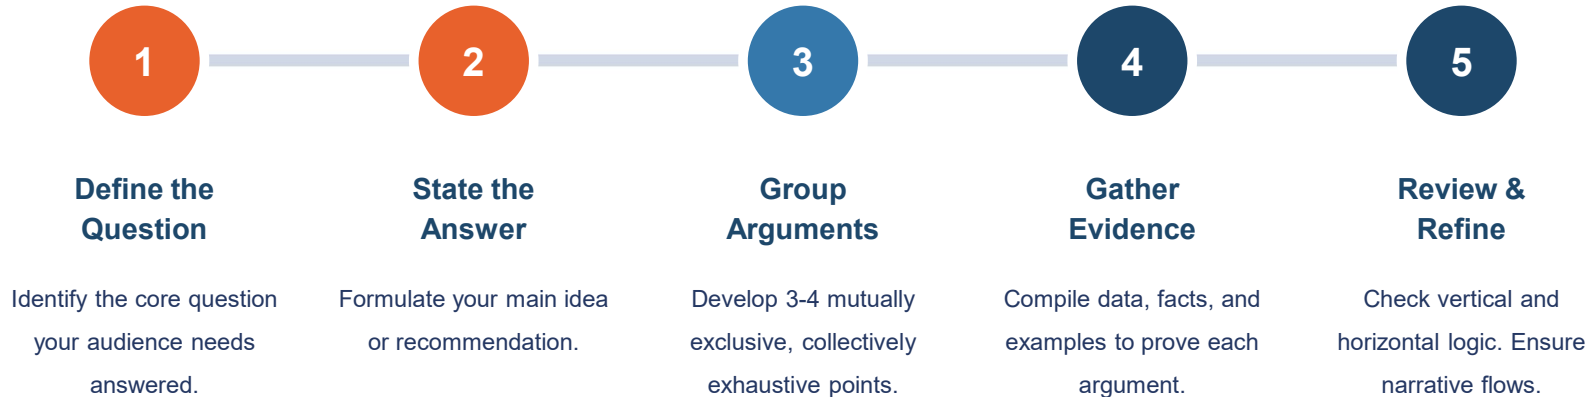 1
2
3
4
5
Define the
Question
Identify the core question
your audience needs
answered.
State the
Answer
Formulate your main idea
or recommendation.
Group
Arguments
Develop 3-4 mutually
exclusive, collectively
exhaustive points.
Gather
Evidence
Compile data, facts, and
examples to prove each
argument.
Review &
Refine
Check vertical and
horizontal logic. Ensure
narrative flows.